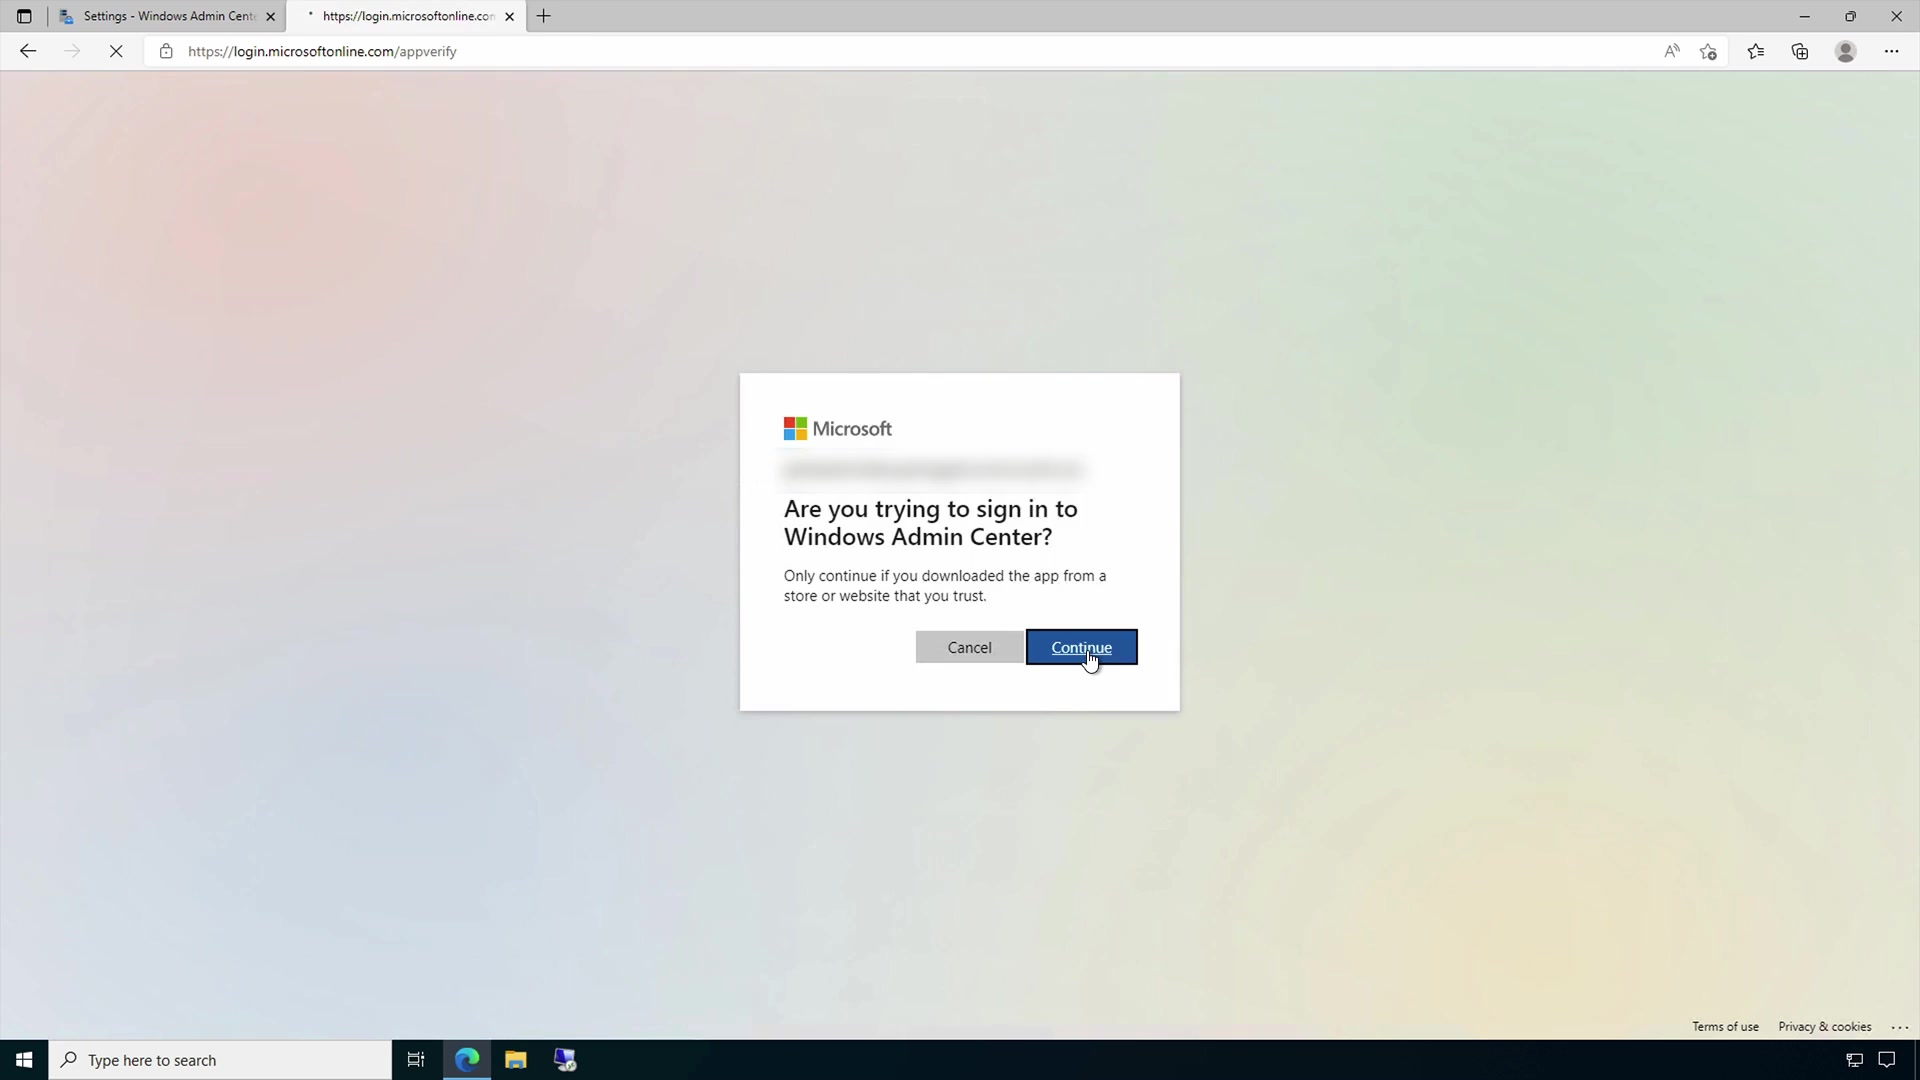 Settings - Windows Admin Cente
https://login.microsoftonline.con
https://login.microsoftonline.com/appverify
Microsoft
Are you trying to sign in to
Windows Admin Center?
Only continue if you downloaded the app from a
store or website that you trust.
Cancel
Continue
Terms of use
Privacy & cookies
Type here to search